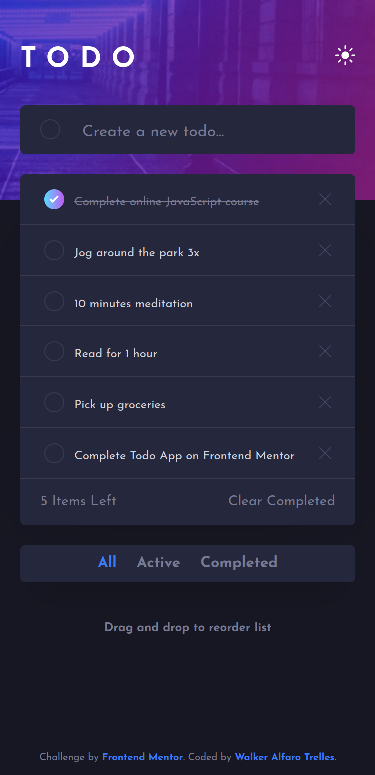 TODO
Create a new todo...
Complete online JavaScript course
Jog around the park 3x
10 minutes meditation
Read for 1 hour
Pick up groceries
Complete Todo App on Frontend Mentor
5 Items Left Clear Completed
All Active Completed
Drag and drop to reorder list
Challenge by Frontend Mentor. Coded by Walker Alfaro Trelles.